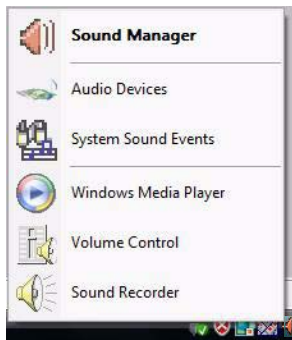 Sound Manager
Audio Devices
System Sound Events
Windows Media Player
Volume Control
Sound Recorder